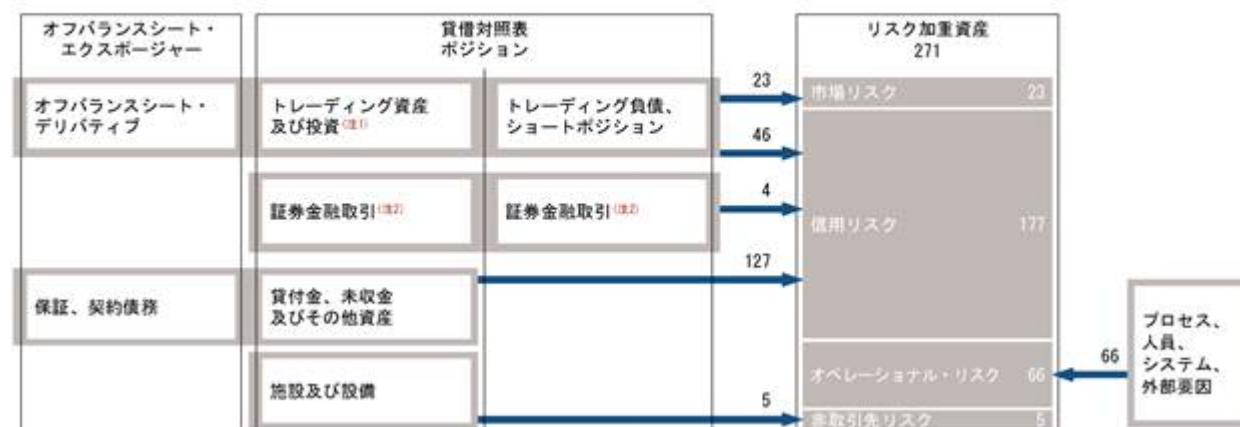 オフバランスシート・
エクスポージャー
貸借対照表
ポジション
リスク加重資産
271
オフバランスシート・
デリバティブ
トレーディング資産
及び投資(注1)
トレーディング負債、
ショートポジション
23
市場リスク 23
46
証券金融取引(注2)
証券金融取引(注2)
4
信用リスク 177
127
保証、契約債務
貸付金、未収金
及びその他資産
プロセス、
人員、
システム、
外部要因
66
オペレーショナル・リスク 66
施設及び設備
5
非取引先リスク 5